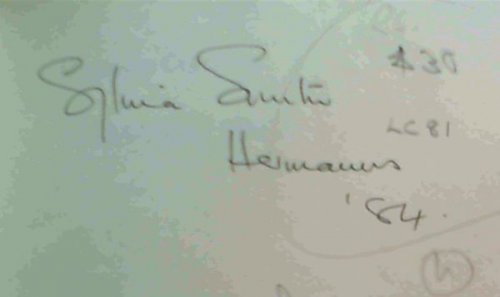 Sylvia Smith $30
LC81
Hermanus
'84.